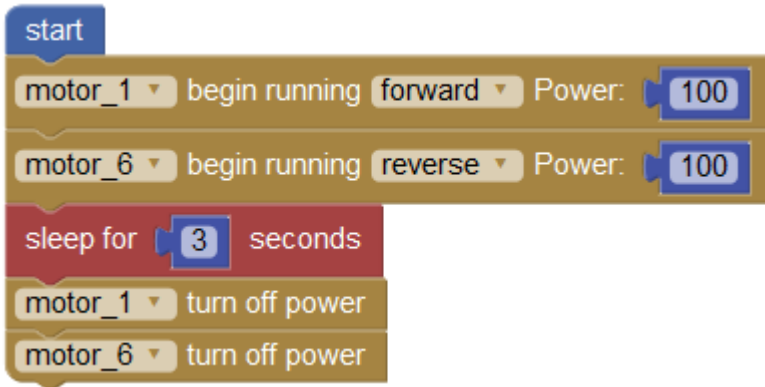 start
motor_1 begin running forward Power: 100
motor_6 begin running reverse Power: 100
sleep for 3 seconds
motor_1 turn off power
motor_6 turn off power